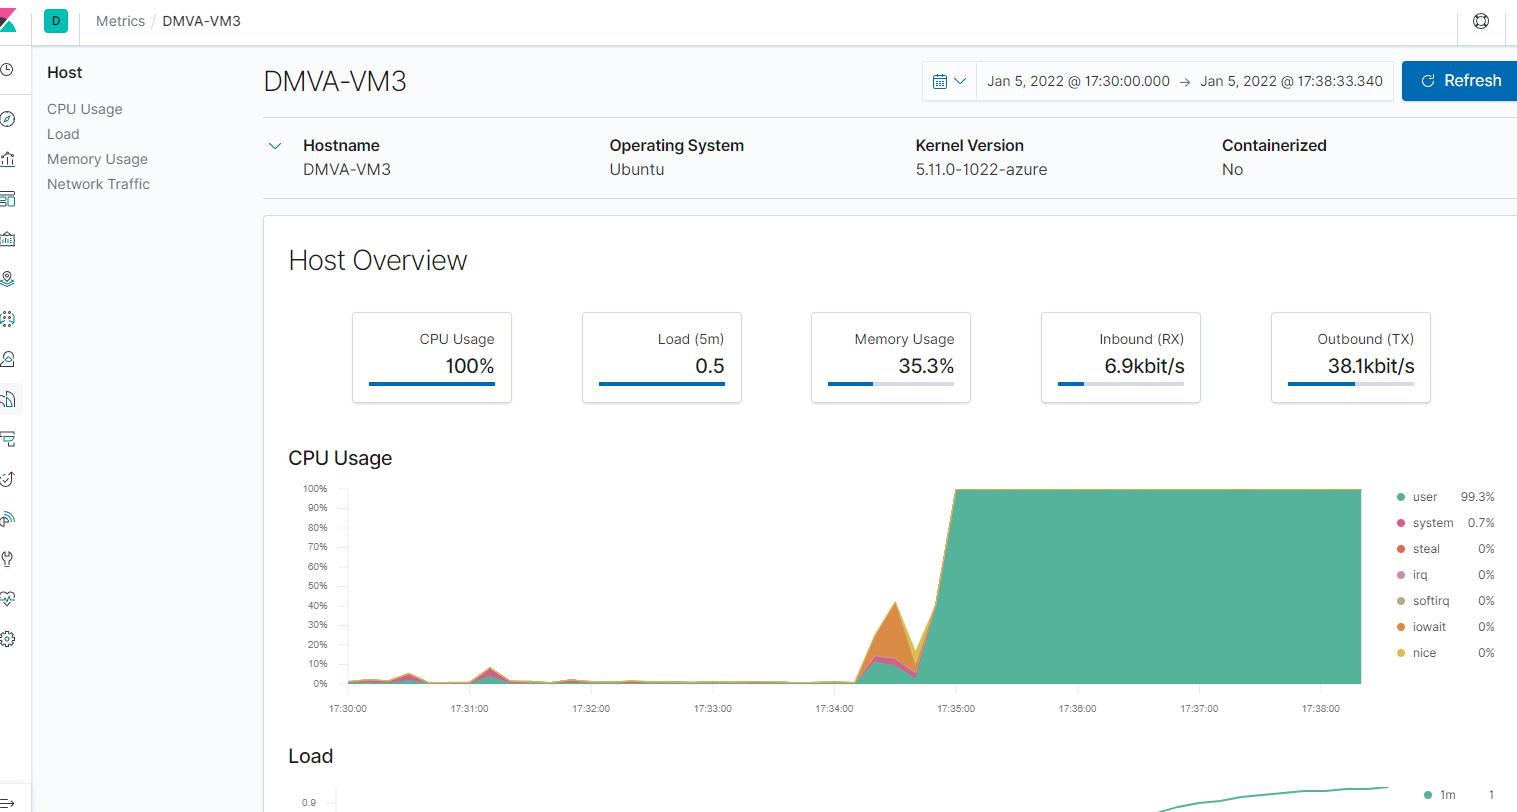 D Metrics / DMVA-VM3
Host
CPU Usage
Load
Memory Usage
Network Traffic
DMVA-VM3
Jan 5, 2022 @ 17:30:00.000 → Jan 5, 2022 @ 17:38:33.340
Refresh
Hostname Operating System Kernel Version Containerized
DMVA-VM3 Ubuntu 5.11.0-1022-azure No
Host Overview
CPU Usage
100%
Load (5m)
0.5
Memory Usage
35.3%
Inbound (RX)
6.9kbit/s
Outbound (TX)
38.1kbit/s
CPU Usage
100%
90%
80%
70%
60%
50%
40%
30%
20%
10%
0%
17:30:00 17:31:00 17:32:00 17:33:00 17:34:00 17:35:00 17:36:00 17:37:00 17:38:00
user 99.3%
system 0.7%
steal 0%
irq 0%
softirq 0%
iowait 0%
nice 0%
Load
0.9
1m 1